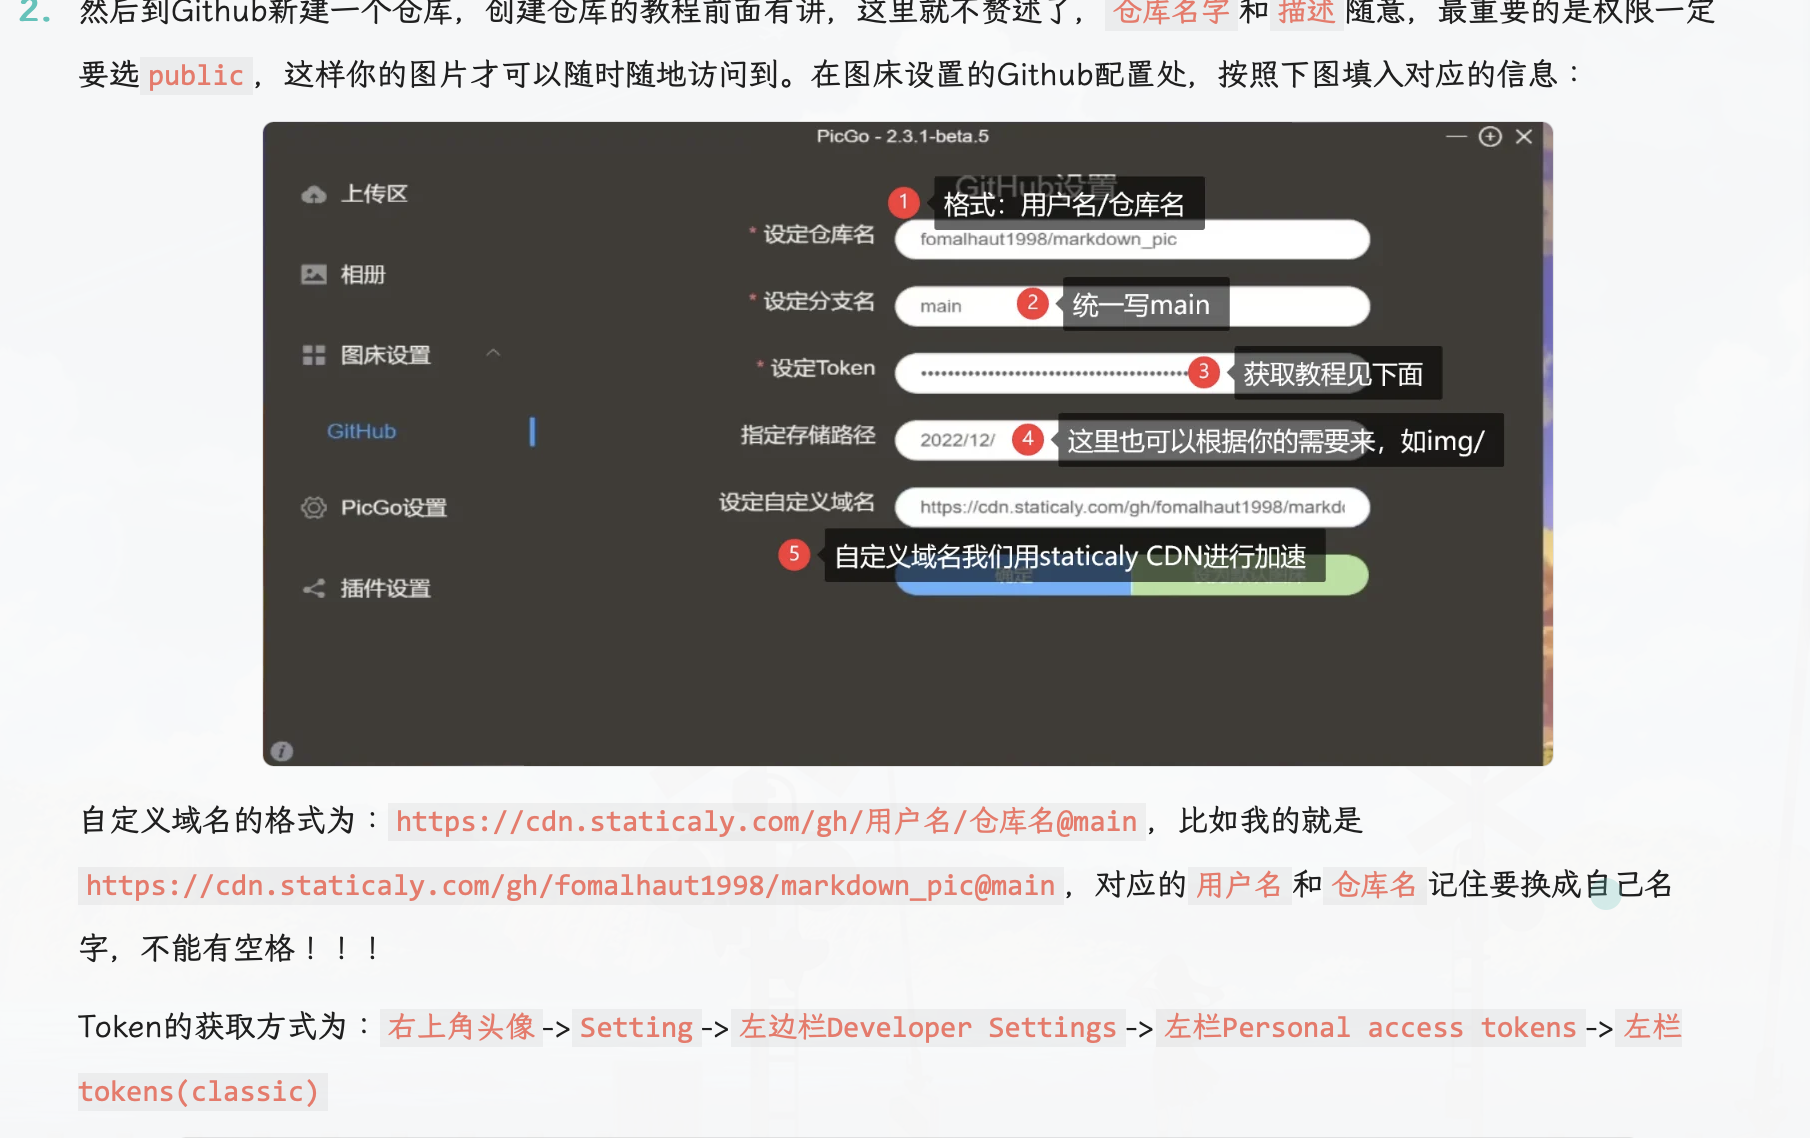 2. 然后到Github新建一个仓库，创建仓库的教程前面有讲，这里就不赘述了，仓库名字和描述随意，最重要的是权限一定
要选public，这样你的图片才可以随时随地访问到。在图床设置的Github配置处，按照下图填入对应的信息：
PicGo - 2.3.1-beta.5
上传区
相册
图床设置
GitHub
PicGo设置
插件设置
GitHub设置
1 格式：用户名/仓库名
* 设定仓库名 fomalhaut1998/markdown_pic
* 设定分支名 main 2 统一写main
* 设定Token 3 获取教程见下面
指定存储路径 2022/12/ 4 这里也可以根据你的需要来，如img/
设定自定义域名 https://cdn.staticaly.com/gh/fomalhaut1998/markd
5 自定义域名我们用staticaly CDN进行加速
确定
自定义域名的格式为：https://cdn.staticaly.com/gh/用户名/仓库名@main，比如我的就是
https://cdn.staticaly.com/gh/fomalhaut1998/markdown_pic@main，对应的用户名和仓库名记住要换成自己名
字，不能有空格！！！
Token的获取方式为：右上角头像->Setting->左边栏Developer Settings->左栏Personal access tokens->左栏
tokens(classic)